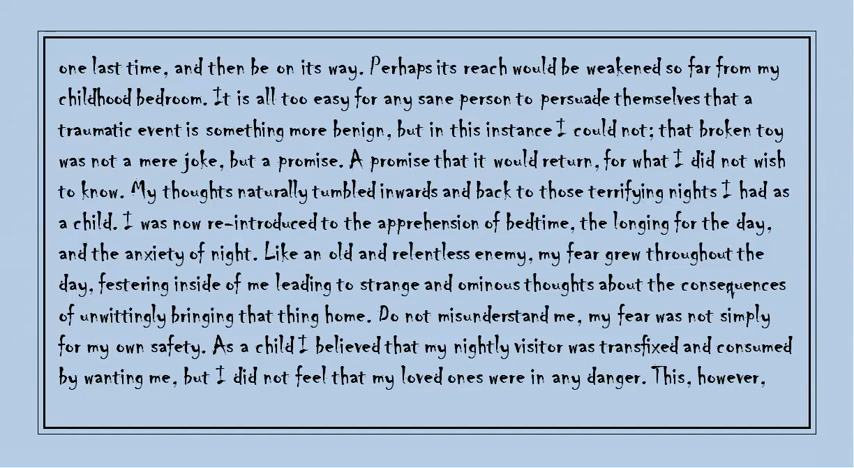 one last time, and then be on its way. Perhaps its reach would be weakened so far from my
childhood bedroom. It is all too easy for any sane person to persuade themselves that a
traumatic event is something more benign, but in this instance I could not; that broken toy
was not a mere joke, but a promise. A promise that it would return, for what I did not wish
to know. My thoughts naturally tumbled inwards and back to those terrifying nights I had as
a child. I was now re-introduced to the apprehension of bedtime, the longing for the day,
and the anxiety of night. Like an old and relentless enemy, my fear grew throughout the
day, festering inside of me leading to strange and ominous thoughts about the consequences
of unwittingly bringing that thing home. Do not misunderstand me, my fear was not simply
for my own safety. As a child I believed that my nightly visitor was transfixed and consumed
by wanting me, but I did not feel that my loved ones were in any danger. This, however,